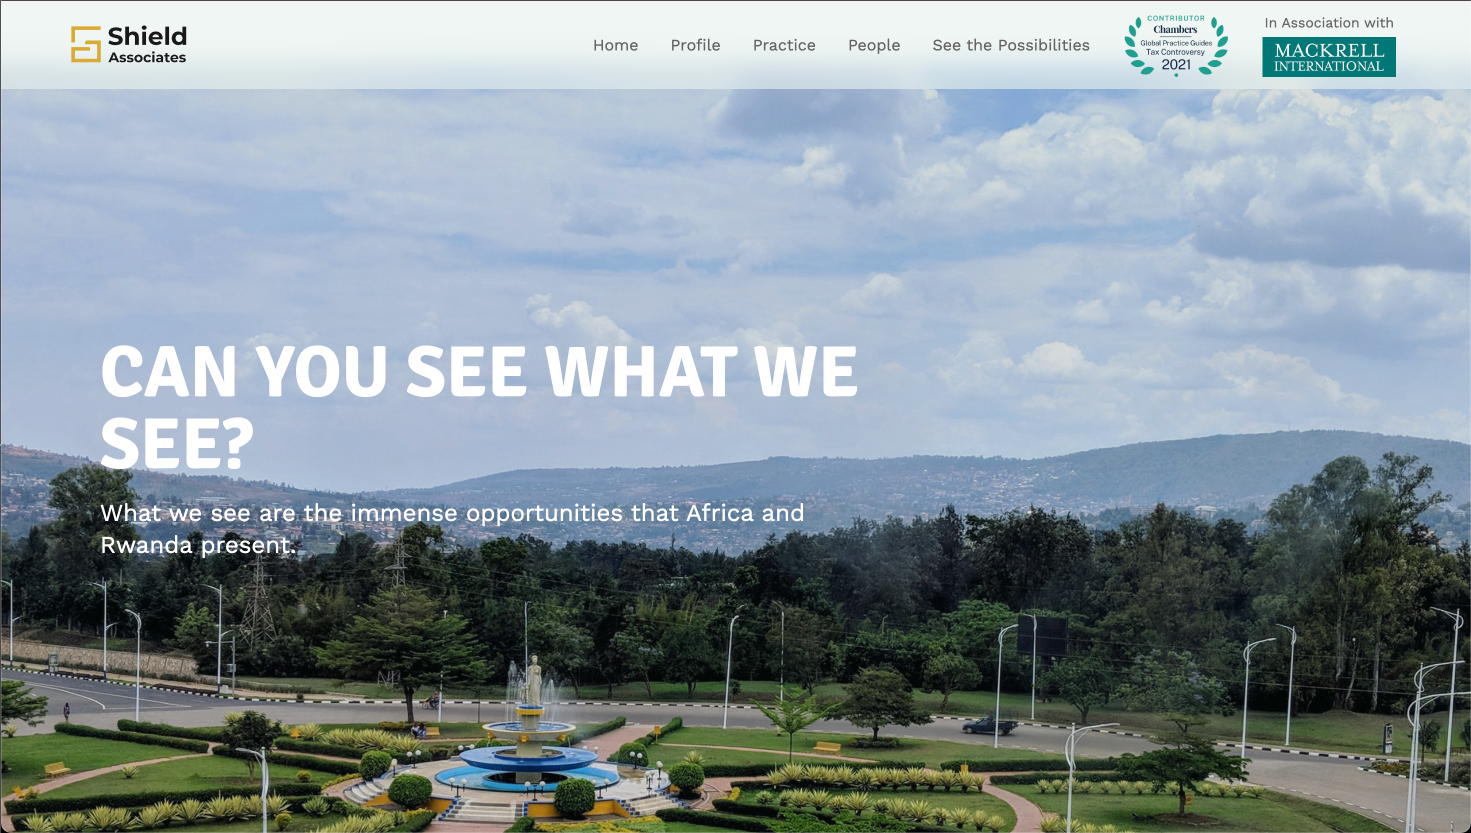 Shield
Associates
Home
Profile
Practice
People
See the Possibilities
CONTRIBUTOR
Chambers
Global Practice Guides
Tax Controversy
2021
In Association with
MACKRELL
INTERNATIONAL
CAN YOU SEE WHAT WE
SEE?
What we see are the immense opportunities that Africa and
Rwanda present.